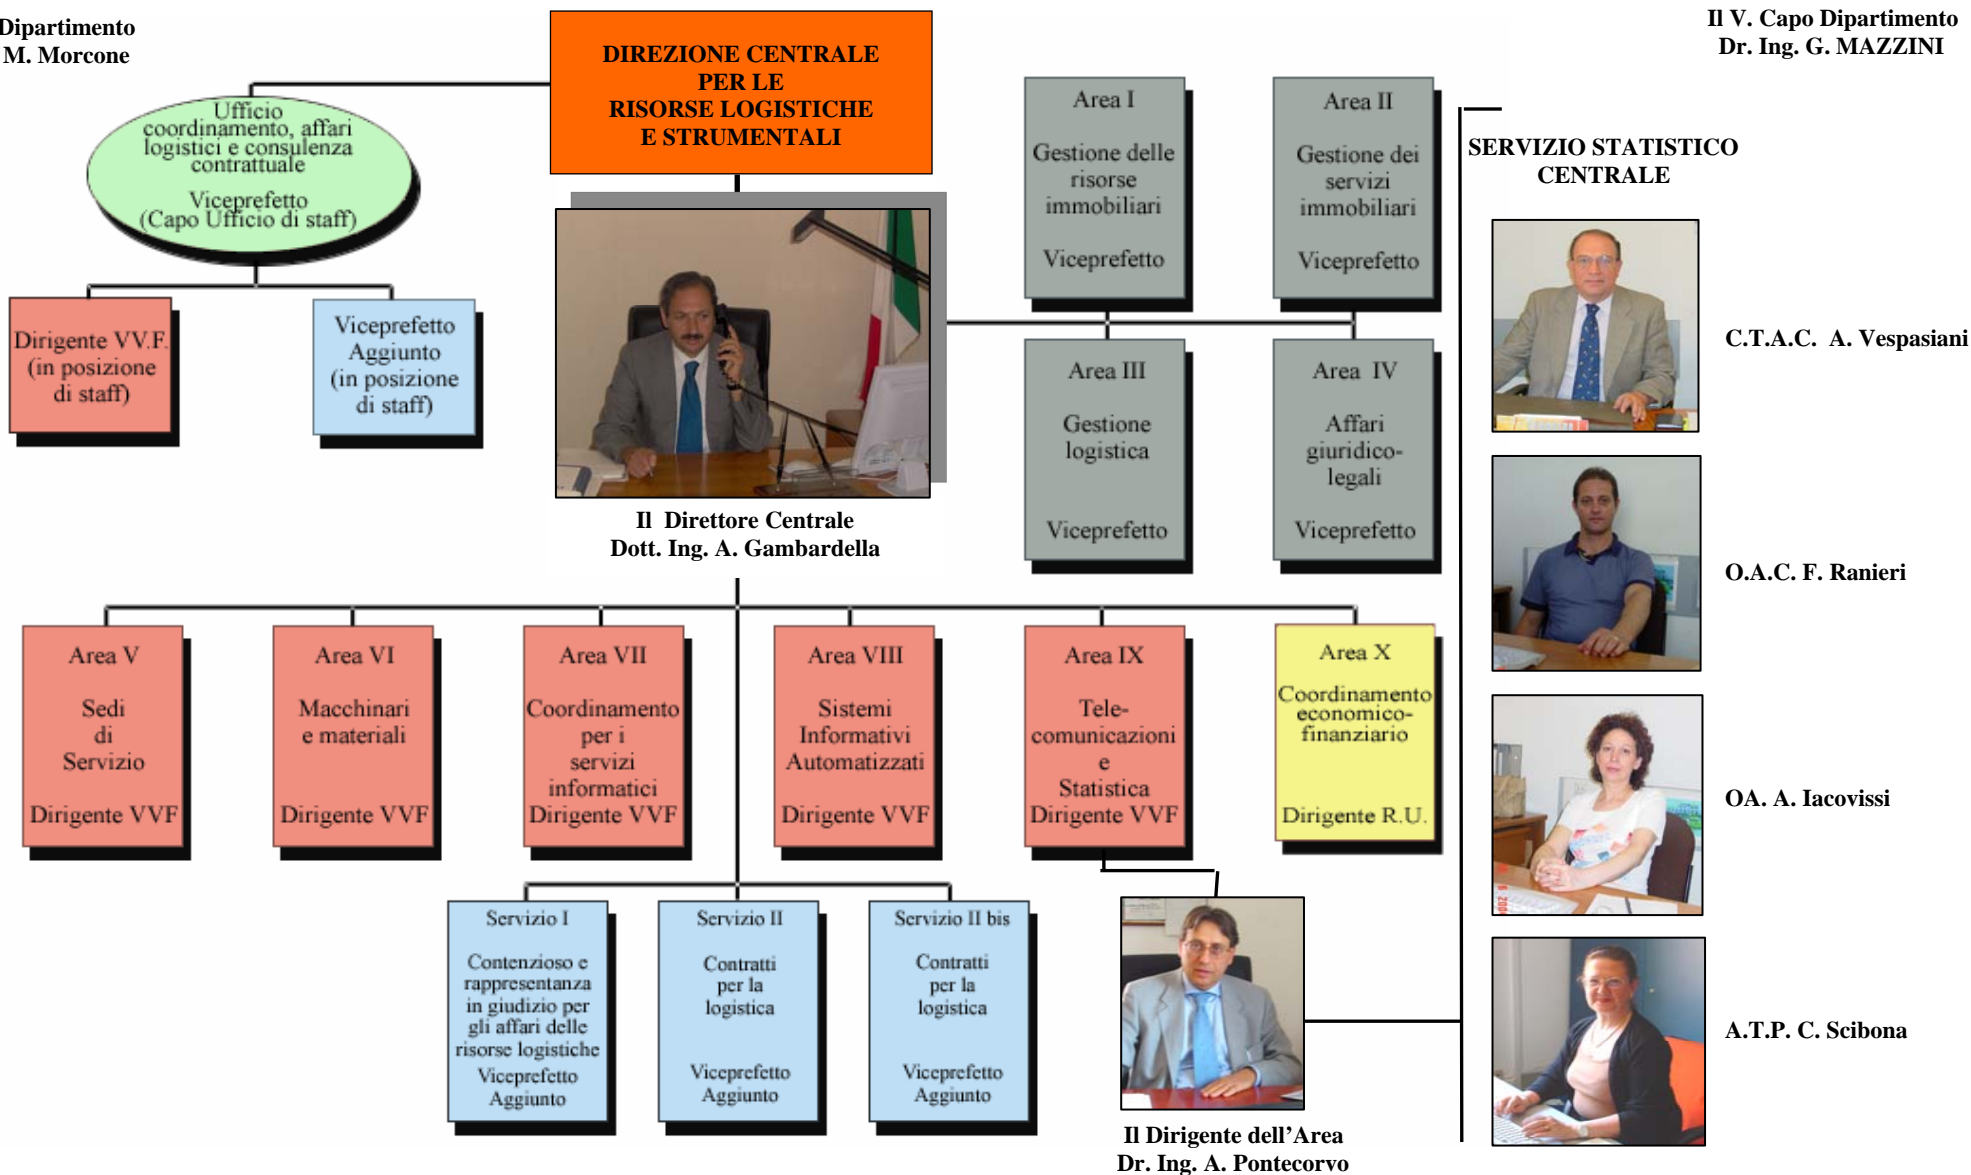 Dipartimento
M. Morcone
DIREZIONE CENTRALE
PER LE
RISORSE LOGISTICHE
E STRUMENTALI
Il V. Capo Dipartimento
Dr. Ing. G. MAZZINI
Ufficio
coordinamento, affari
logistici e consulenza
contrattuale
Viceprefetto
(Capo Ufficio di staff)
Dirigente VV.F.
(in posizione
di staff)
Viceprefetto
Aggiunto
(in posizione
di staff)
Il Direttore Centrale
Dott. Ing. A. Gambardella
Area I
Gestione delle
risorse
immobiliari
Viceprefetto
Area II
Gestione dei
servizi
immobiliari
Viceprefetto
Area III
Gestione
logistica
Viceprefetto
Area IV
Affari
giuridico-
legali
Viceprefetto
SERVIZIO STATISTICO
CENTRALE
C.T.A.C. A. Vespasiani
O.A.C. F. Ranieri
OA. A. Iacovissi
A.T.P. C. Scibona
Area V
Sedi
di
Servizio
Dirigente VVF
Area VI
Macchinari
e materiali
Dirigente VVF
Area VII
Coordinamento
per i
servizi
informatici
Dirigente VVF
Area VIII
Sistemi
Informativi
Automatizzati
Dirigente VVF
Area IX
Tele-
comunicazioni
e
Statistica
Dirigente VVF
Area X
Coordinamento
economico-
finanziario
Dirigente R.U.
Servizio I
Contenzioso e
rappresentanza
in giudizio per
gli affari delle
risorse logistiche
Viceprefetto
Aggiunto
Servizio II
Contratti
per la
logistica
Viceprefetto
Aggiunto
Servizio II bis
Contratti
per la
logistica
Viceprefetto
Aggiunto
Il Dirigente dell'Area
Dr. Ing. A. Pontecorvo